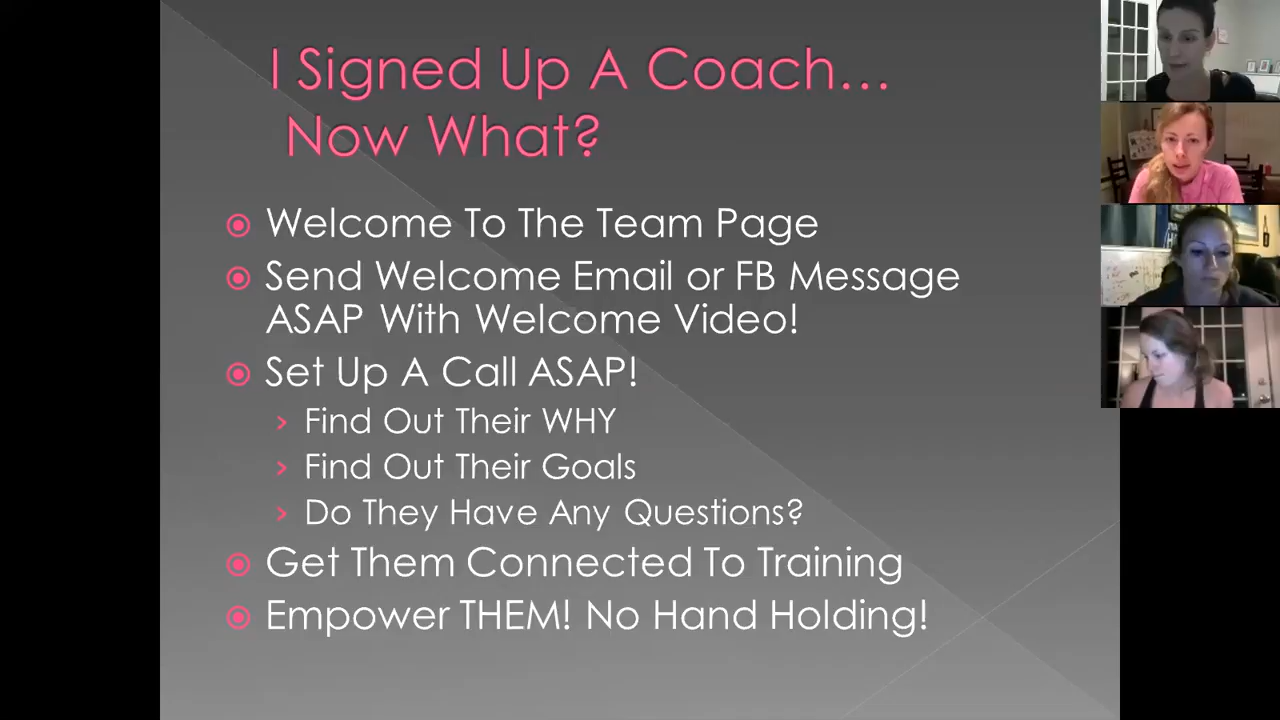 I Signed Up A Coach...
Now What?
Welcome To The Team Page
Send Welcome Email or FB Message
ASAP With Welcome Video!
Set Up A Call ASAP!
Find Out Their WHY
Find Out Their Goals
Do They Have Any Questions?
Get Them Connected To Training
Empower THEM! No Hand Holding!